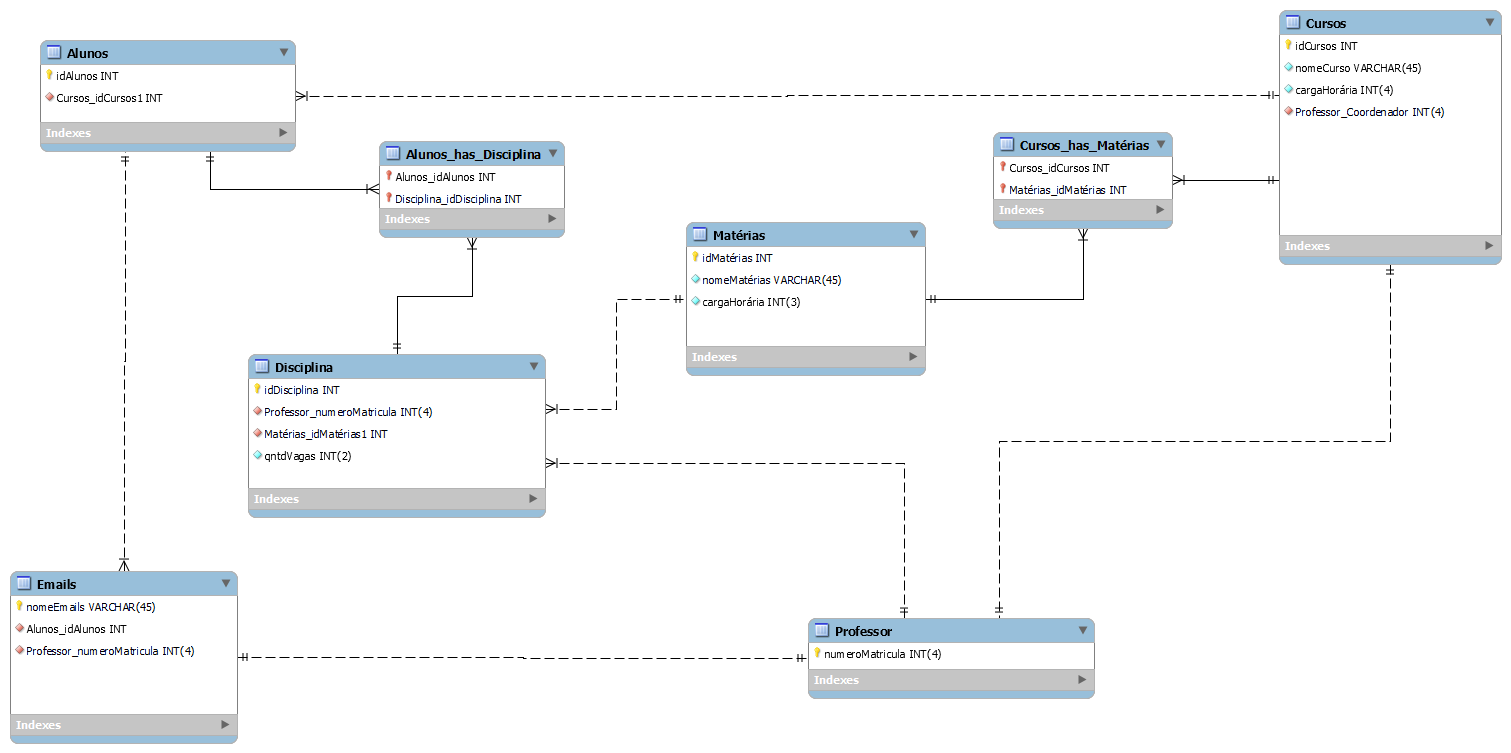 Alunos
idAlunos INT
Cursos_idCursos1 INT
Indexes
Alunos_has_Disciplina
Alunos_idAlunos INT
Disciplina_idDisciplina INT
Indexes
Cursos
idCursos INT
nomeCurso VARCHAR(45)
cargaHorária INT(4)
Professor_Coordenador INT(4)
Indexes
Cursos_has_Matérias
Cursos_idCursos INT
Matérias_idMatérias INT
Indexes
Matérias
idMatérias INT
nomeMatérias VARCHAR(45)
cargaHorária INT(3)
Indexes
Disciplina
idDisciplina INT
Professor_numeroMatricula INT(4)
Matérias_idMatérias1 INT
qntdVagas INT(2)
Indexes
Emails
nomeEmails VARCHAR(45)
Alunos_idAlunos INT
Professor_numeroMatricula INT(4)
Indexes
Professor
numeroMatricula INT(4)
Indexes